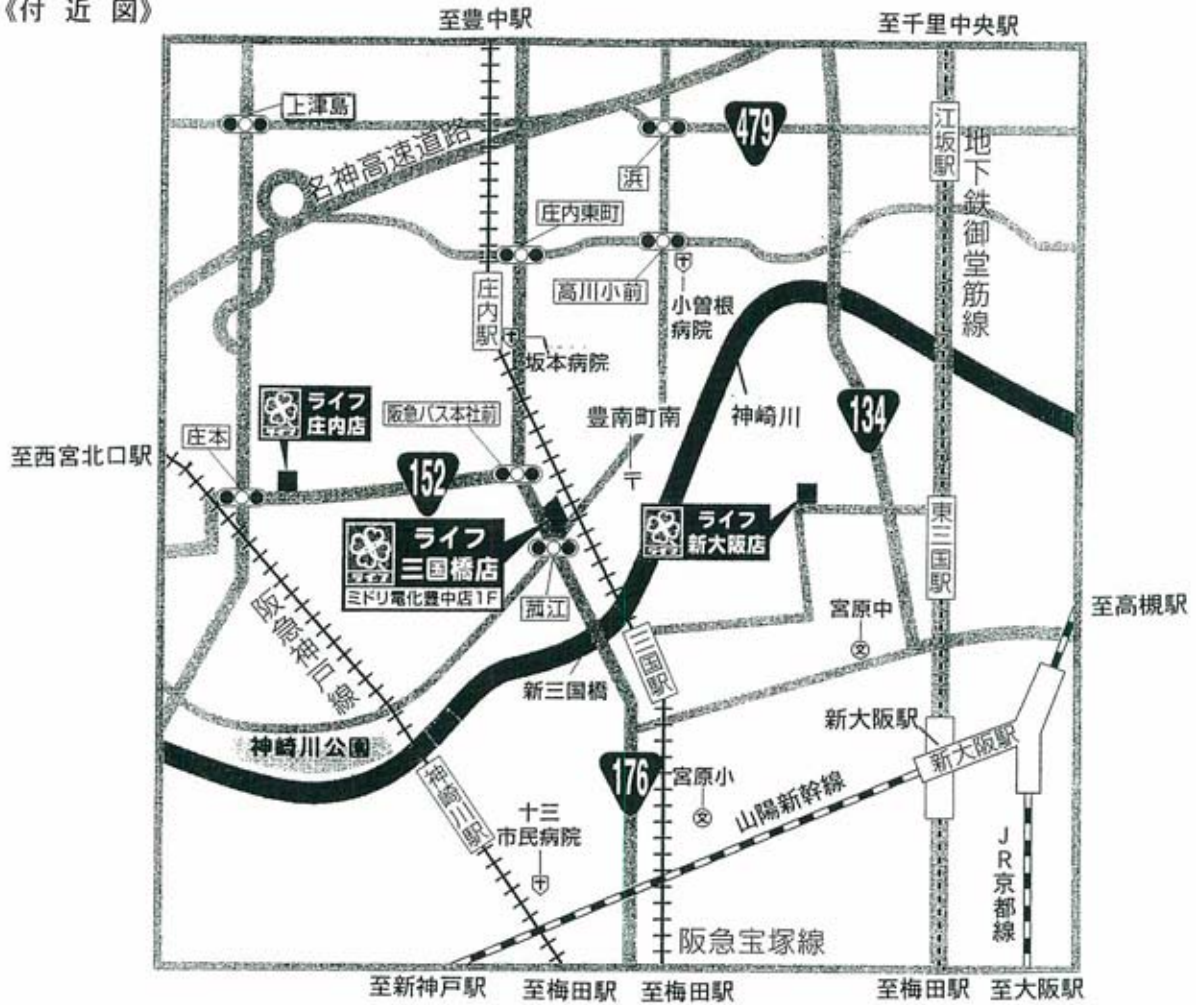 《付近図》
至豊中駅
至千里中央駅
上津島
名神高速道路
479
江坂駅
地下鉄御堂筋線
浜
庄内東町
高川小前
小曽根
病院
庄内駅
坂本病院
ライフ
庄内店
阪急バス本社前
豊南町南
神崎川
134
至西宮北口駅
庄本
152
〒
ライフ
新大阪店
ライフ
三国橋店
ミドリ電化豊中店1F
菰江
東三国駅
至高槻駅
阪急神戸線
三国駅
宮原中
文
新三国橋
新大阪駅
新大阪駅
神崎川公園
176
宮原小
文
山陽新幹線
神崎川駅
十三
市民病院
JR京都線
阪急宝塚線
至新神戸駅
至梅田駅
至梅田駅
至梅田駅
至大阪駅